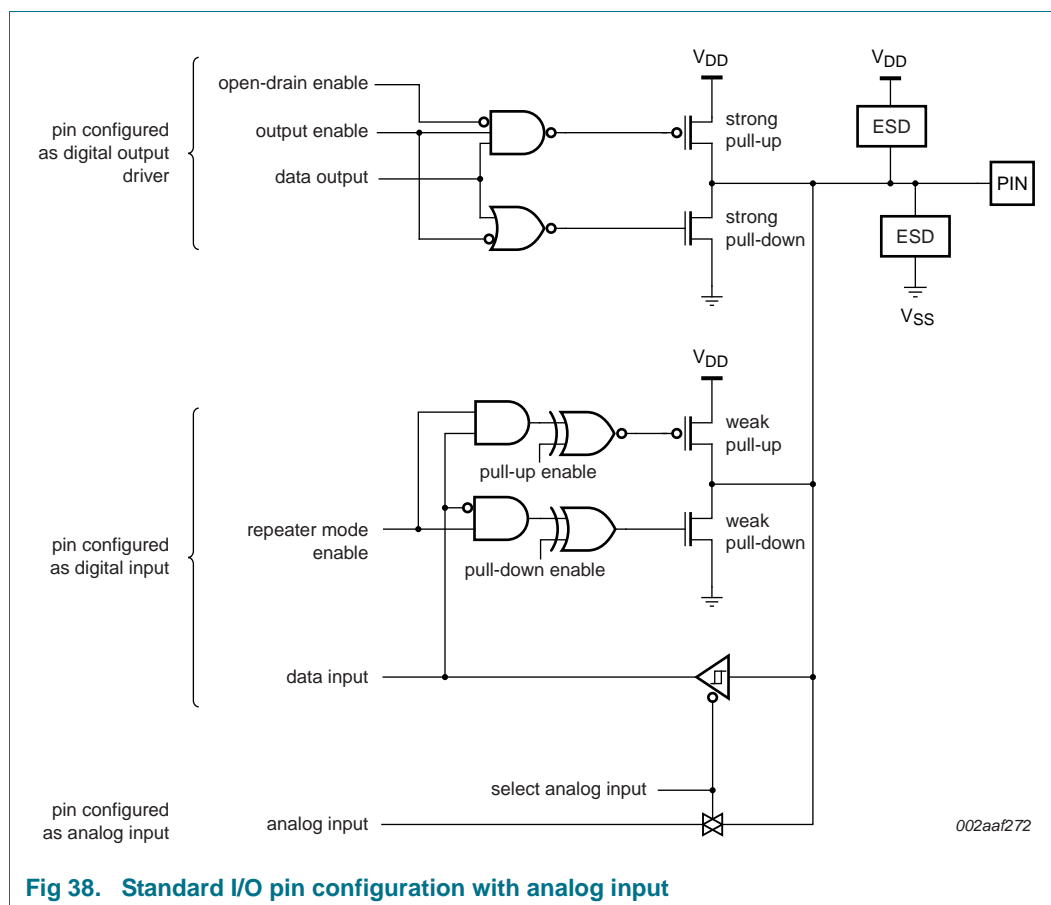 VDD
VDD
open-drain enable
strong
pull-up
ESD
pin configured
as digital output
driver
output enable
data output
PIN
strong
pull-down
ESD
VSS
VDD
weak
pull-up
pull-up enable
pin configured
as digital input
repeater mode
enable
weak
pull-down
pull-down enable
data input
select analog input
pin configured
as analog input
analog input
002aaf272
Fig 38. Standard I/O pin configuration with analog input